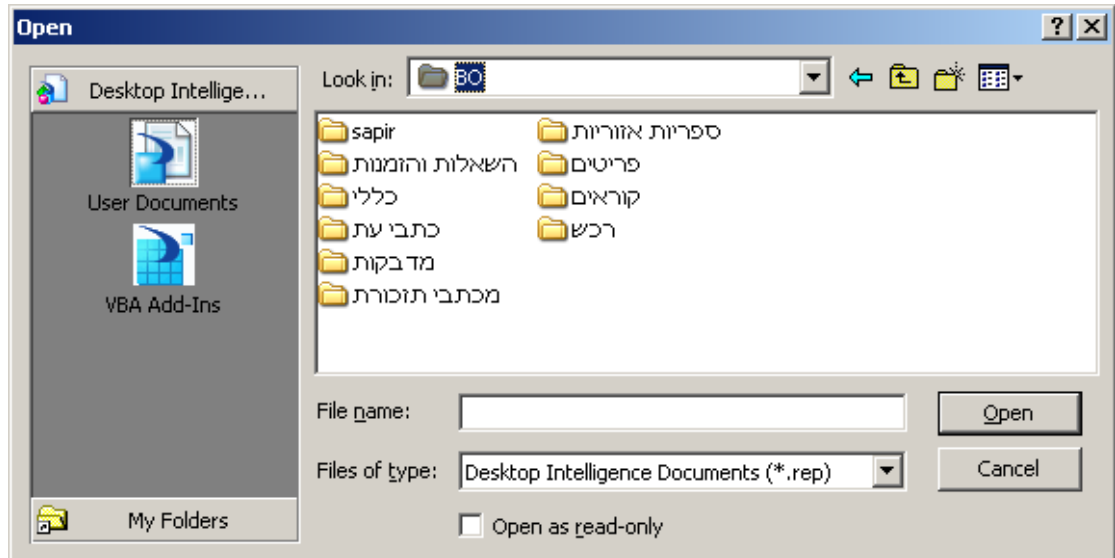 Open
Desktop Intellige...
User Documents
VBA Add-Ins
My Folders
Look in: BO
sapir
השאלות והזמנות
כללי
כתבי עת
מדבקות
מכתבי תזכורת
ספריות אזוריות
פריטים
קוראים
רכש
File name:
Open
Files of type: Desktop Intelligence Documents (*.rep)
Cancel
Open as read-only